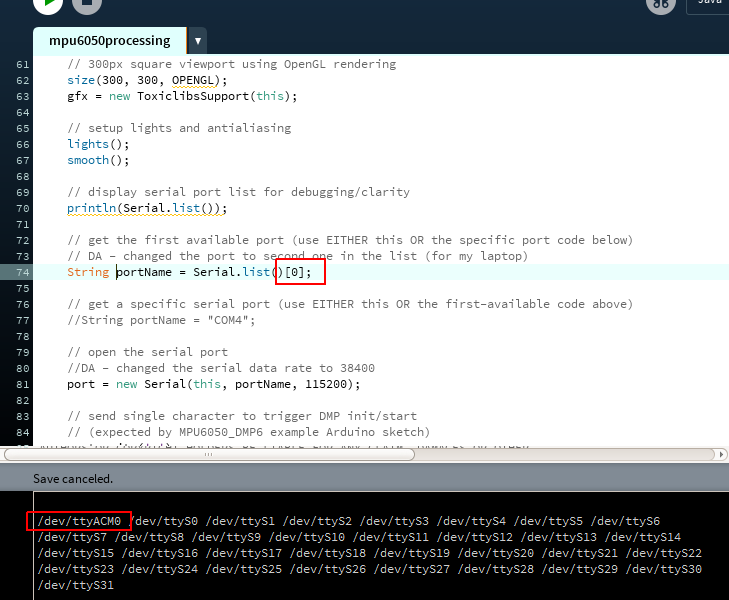 Java
mpu6050processing ▼
61 // 300px square viewport using OpenGL rendering
62 size(300, 300, OPENGL);
63 gfx = new ToxiclibsSupport(this);
64
65 // setup lights and antialiasing
66 lights();
67 smooth();
68
69 // display serial port list for debugging/clarity
70 println(Serial.list());
71
72 // get the first available port (use EITHER this OR the specific port code below)
73 // DA - changed the port to second one in the list (for my laptop)
74 String portName = Serial.list()[0];
75
76 // get a specific serial port (use EITHER this OR the first-available code above)
77 //String portName = "COM4";
78
79 // open the serial port
80 //DA - changed the serial data rate to 38400
81 port = new Serial(this, portName, 115200);
82
83 // send single character to trigger DMP init/start
84 // (expected by MPU6050_DMP6 example Arduino sketch)
Save canceled.
/dev/ttyACM0 /dev/ttyS0 /dev/ttyS1 /dev/ttyS2 /dev/ttyS3 /dev/ttyS4 /dev/ttyS5 /dev/ttyS6
/dev/ttyS7 /dev/ttyS8 /dev/ttyS9 /dev/ttyS10 /dev/ttyS11 /dev/ttyS12 /dev/ttyS13 /dev/ttyS14
/dev/ttyS15 /dev/ttyS16 /dev/ttyS17 /dev/ttyS18 /dev/ttyS19 /dev/ttyS20 /dev/ttyS21 /dev/ttyS22
/dev/ttyS23 /dev/ttyS24 /dev/ttyS25 /dev/ttyS26 /dev/ttyS27 /dev/ttyS28 /dev/ttyS29 /dev/ttyS30
/dev/ttyS31